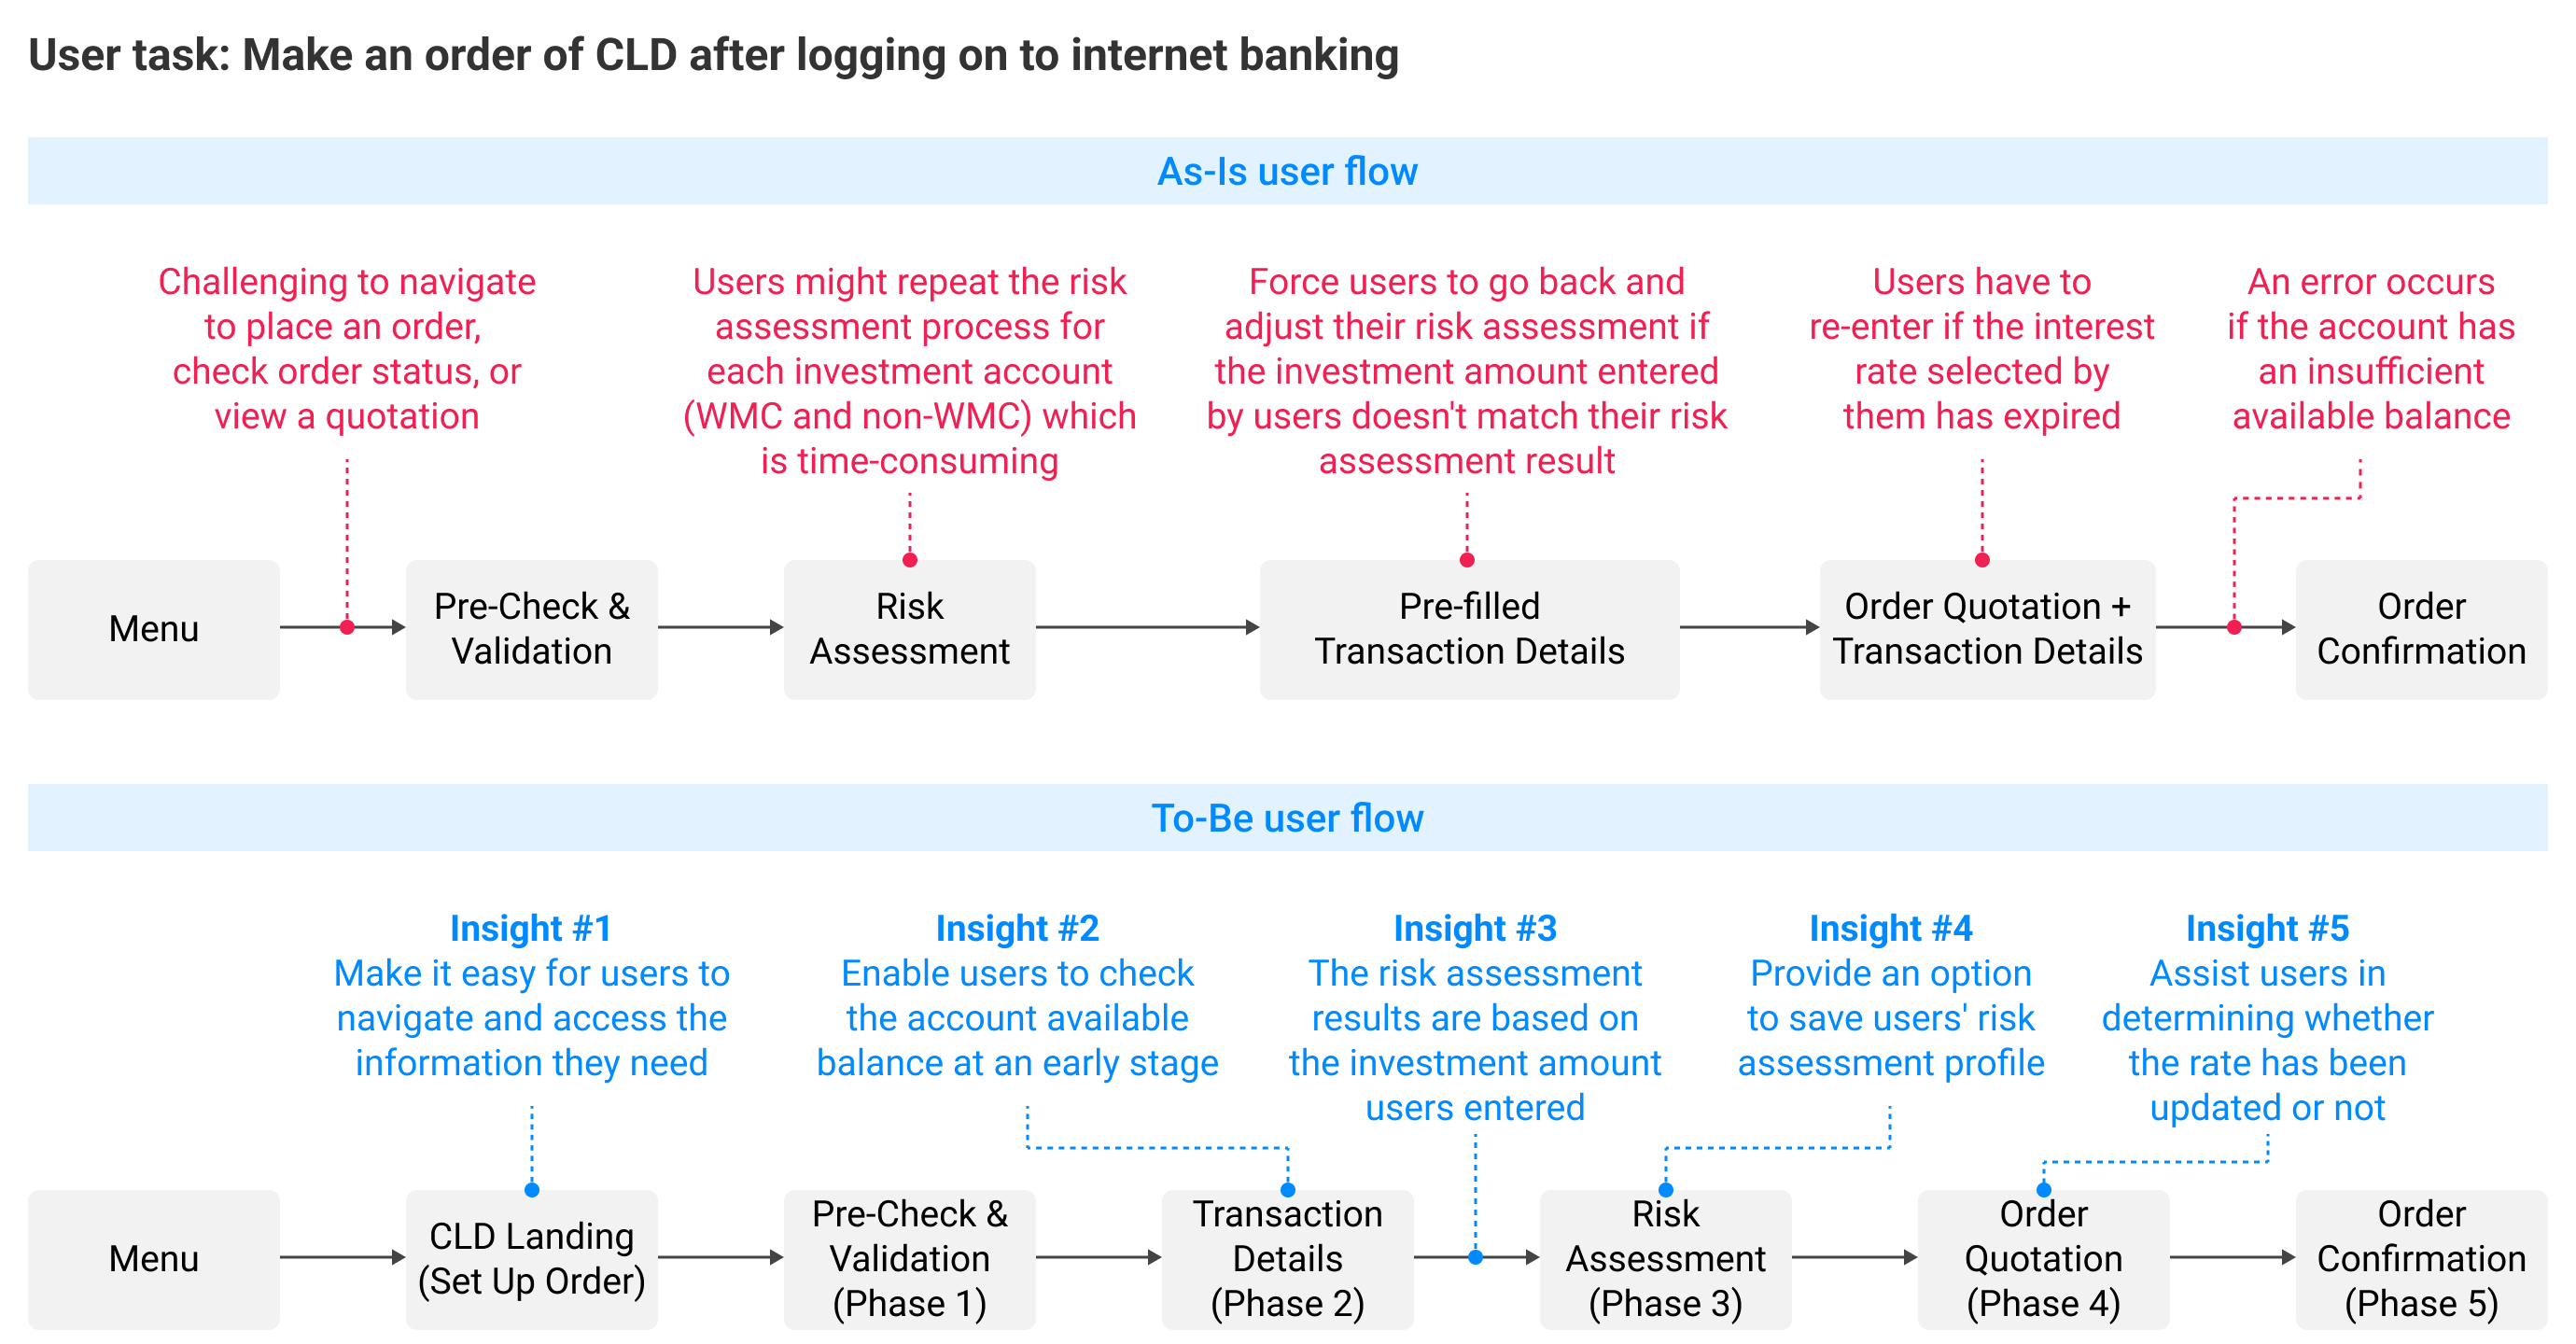 User task: Make an order of CLD after logging on to internet banking
As-Is user flow
Challenging to navigate
to place an order,
check order status, or
view a quotation
Users might repeat the risk
assessment process for
each investment account
(WMC and non-WMC) which
is time-consuming
Force users to go back and
adjust their risk assessment if
the investment amount entered
by users doesn't match their risk
assessment result
Users have to
re-enter if the interest
rate selected by
them has expired
An error occurs
if the account has
an insufficient
available balance
Menu
Pre-Check &
Validation
Risk
Assessment
Pre-filled
Transaction Details
Order Quotation +
Transaction Details
Order
Confirmation
To-Be user flow
Insight #1
Make it easy for users to
navigate and access the
information they need
Insight #2
Enable users to check
the account available
balance at an early stage
Insight #3
The risk assessment
results are based on
the investment amount
users entered
Insight #4
Provide an option
to save users' risk
assessment profile
Insight #5
Assist users in
determining whether
the rate has been
updated or not
Menu
CLD Landing
(Set Up Order)
Pre-Check &
Validation
(Phase 1)
Transaction
Details
(Phase 2)
Risk
Assessment
(Phase 3)
Order
Quotation
(Phase 4)
Order
Confirmation
(Phase 5)